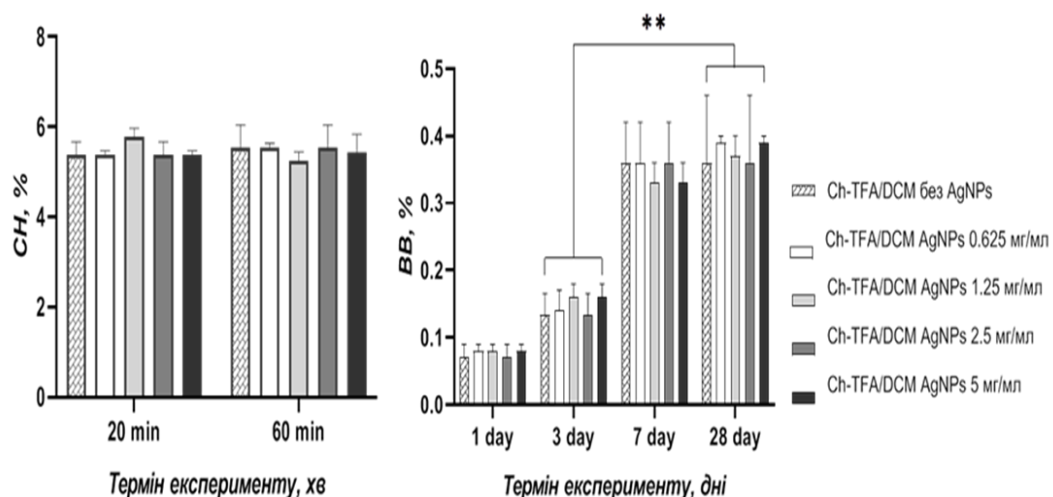 8
6
4
2
0
СН, %
20 min
60 min
Термін експерименту, хв
**
0.5
0.4
0.3
0.2
0.1
0.0
ВВ, %
1 day
3 day
7 day
28 day
Термін експерименту, дні
Ch-TFA/DCM без AgNPs
Ch-TFA/DCM AgNPs 0.625 мг/мл
Ch-TFA/DCM AgNPs 1.25 мг/мл
Ch-TFA/DCM AgNPs 2.5 мг/мл
Ch-TFA/DCM AgNPs 5 мг/мл